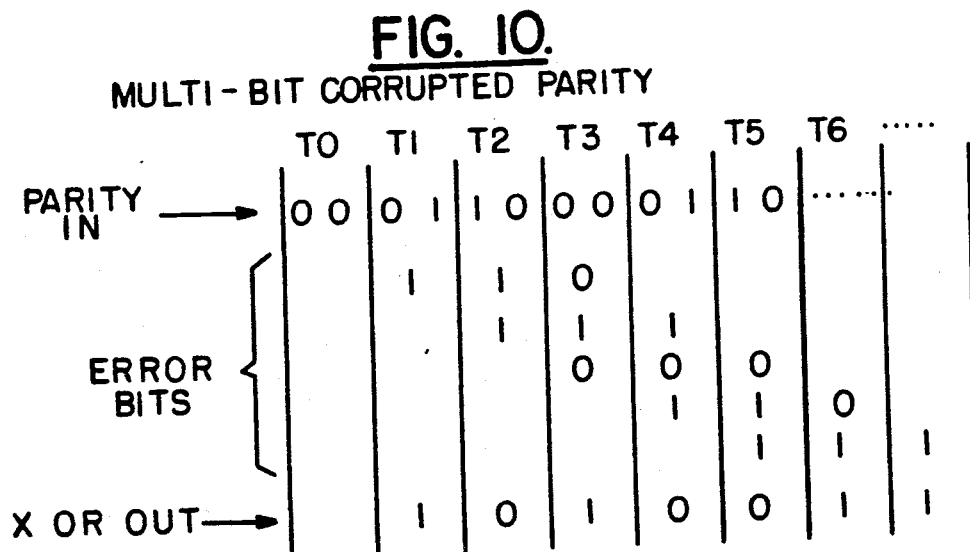 FIG. 10.
MULTI-BIT CORRUPTED PARITY
T0 T1 T2 T3 T4 T5 T6 .....
PARITY IN 0 0 0 1 1 0 0 0 0 1 1 0 ........
1 1 0
1 1 1
ERROR BITS
0 0 0
1 1 0
1 1 1
X OR OUT 1 0 1 0 0 1 1